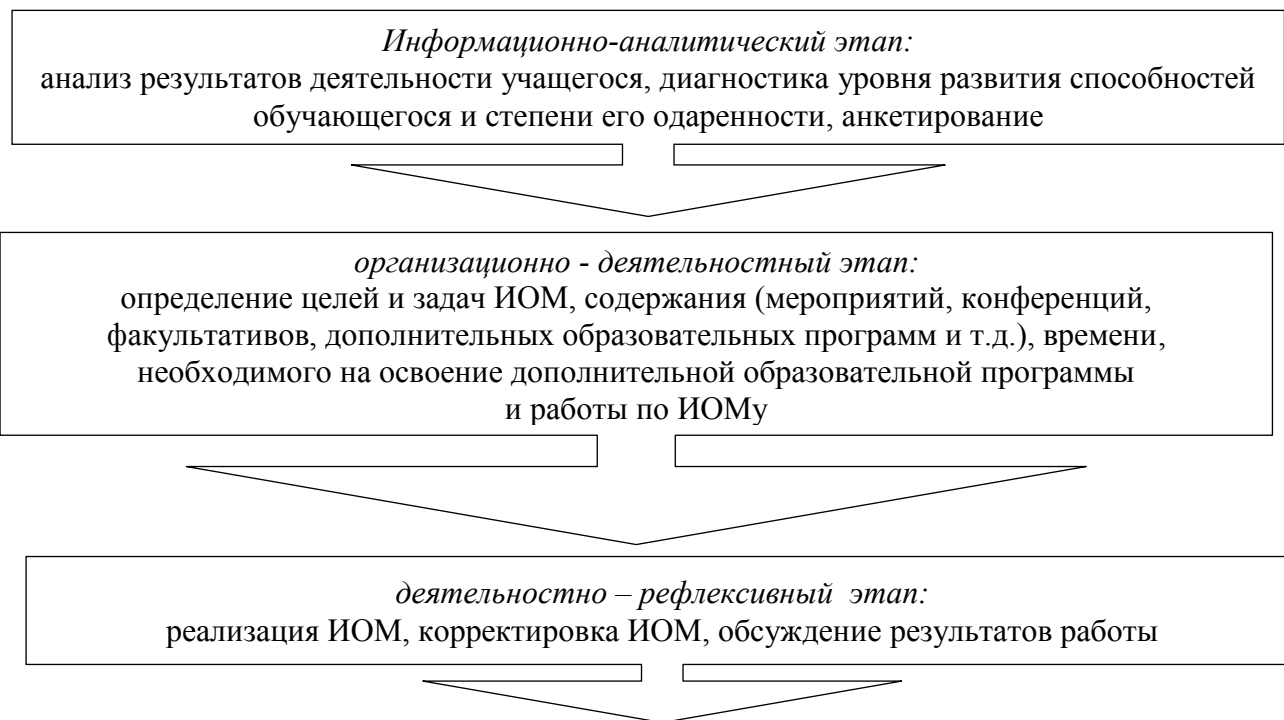 Информационно-аналитический этап:
анализ результатов деятельности учащегося, диагностика уровня развития способностей
обучающегося и степени его одаренности, анкетирование
организационно - деятельностный этап:
определение целей и задач ИОМ, содержания (мероприятий, конференций,
факультативов, дополнительных образовательных программ и т.д.), времени,
необходимого на освоение дополнительной образовательной программы
и работы по ИОМу
деятельностно – рефлексивный этап:
реализация ИОМ, корректировка ИОМ, обсуждение результатов работы